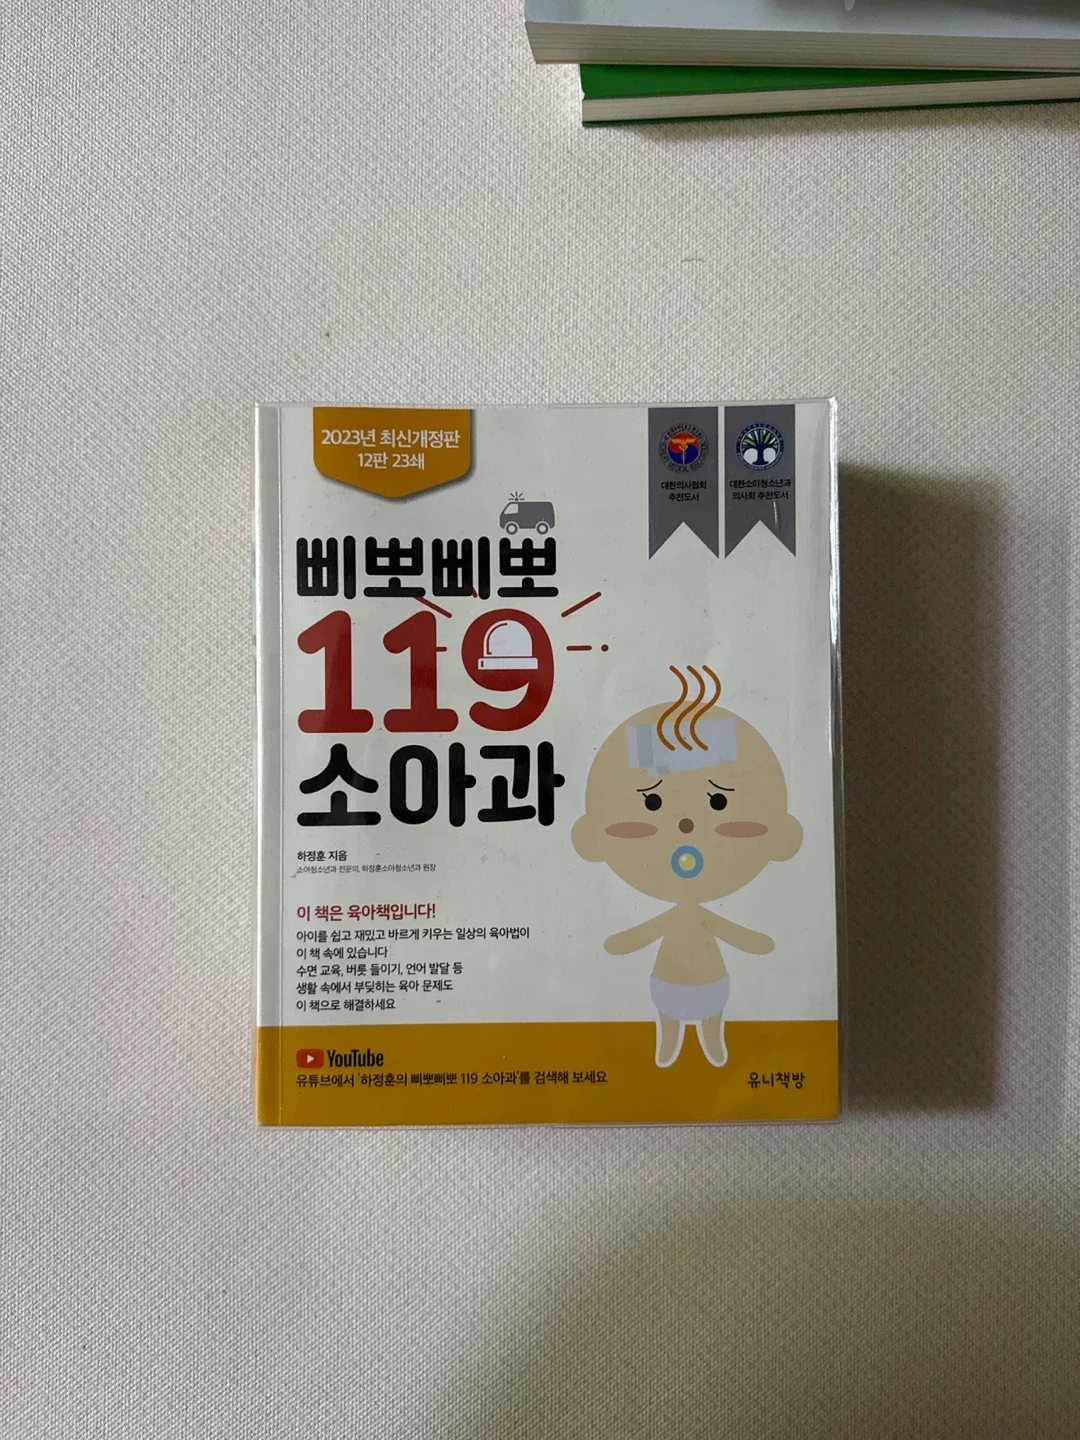 2023년 최신개정판
12판 23쇄
대한의사협회
추천도서
대한소아청소년과
의사회 추천도서
삐뽀삐뽀
119
소아과
하정훈 지음
소아청소년과 전문의, 하정훈소아청소년과 원장
이 책은 육아책입니다!
아이를 쉽고 재밌고 바르게 키우는 일상의 육아법이
이 책 속에 있습니다
수면 교육, 버릇 들이기, 언어 발달 등
생활 속에서 부딪히는 육아 문제도
이 책으로 해결하세요
YouTube
유튜브에서 '하정훈의 삐뽀삐뽀 119 소아과'를 검색해 보세요
유니책방